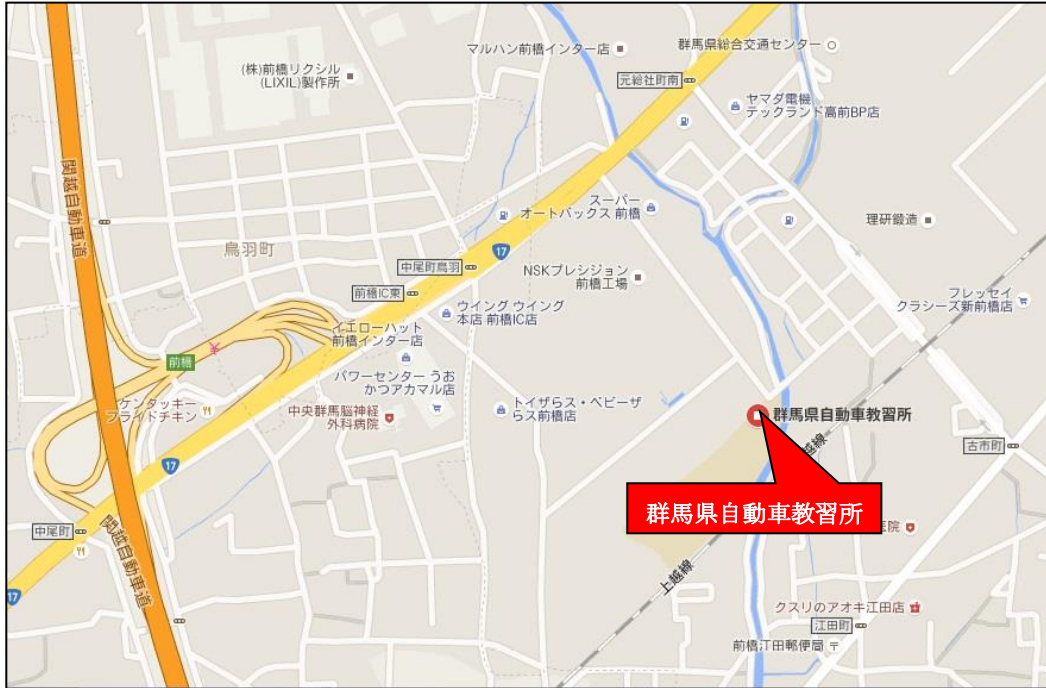 マルハン前橋インター店
群馬県総合交通センター
(株)前橋リクシル
(LIXIL)製作所
元総社町南
ヤマダ電機
テックランド高前BP店
関越自動車道
スーパー
オートバックス 前橋
理研鍛造
鳥羽町
17
中尾町鳥羽
NSKプレシジョン
前橋工場
前橋IC東
フレッセイ
クラシーズ新前橋店
ウイング ウイング
本店 前橋IC店
イエローハット
前橋インター店
前橋
パワーセンター うお
かつアカマル店
ケンタッキー
フライドチキン
中央群馬脳神経
外科病院
トイザらス・ベビーザ
らス前橋店
群馬県自動車教習所
古市町
越線
17
群馬県自動車教習所
医院
中尾町
関越自動車道
上越線
17
クスリのアオキ江田店
江田町
前橋江田郵便局